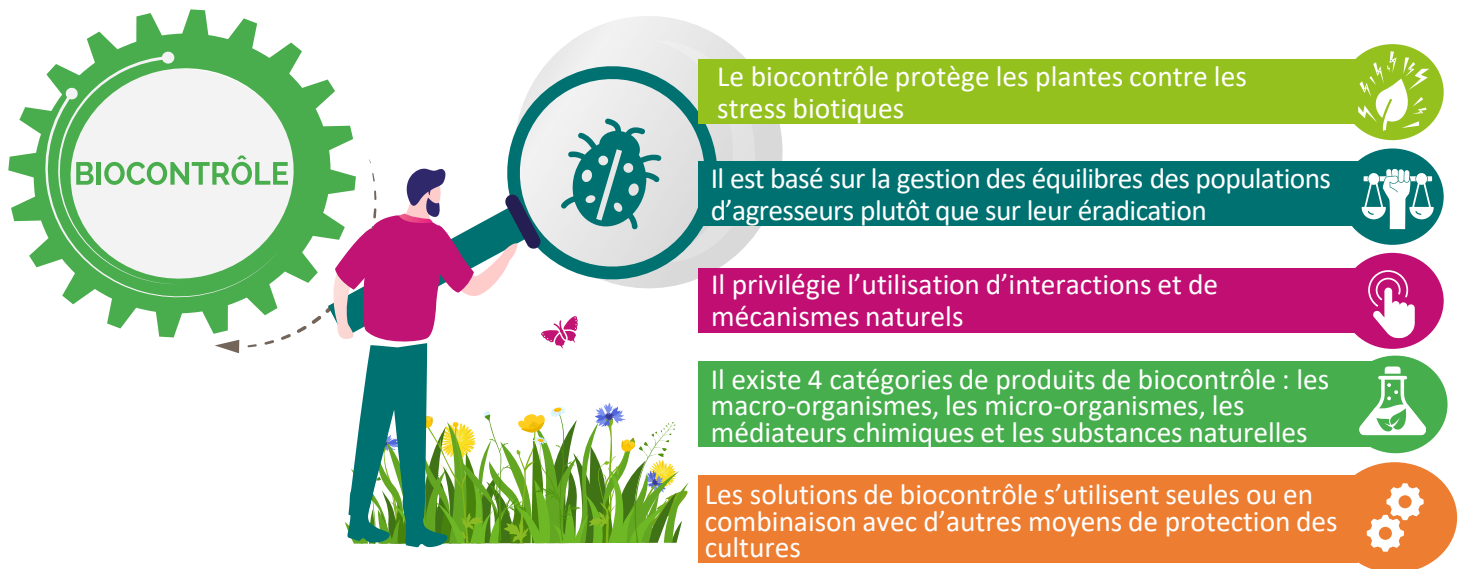 BIOCONTRÔLE
Le biocontrôle protège les plantes contre les
stress biotiques
Il est basé sur la gestion des équilibres des populations
d’agresseurs plutôt que sur leur éradication
Il privilégie l’utilisation d’interactions et de
mécanismes naturels
Il existe 4 catégories de produits de biocontrôle : les
macro-organismes, les micro-organismes, les
médiateurs chimiques et les substances naturelles
Les solutions de biocontrôle s’utilisent seules ou en
combinaison avec d’autres moyens de protection des
cultures